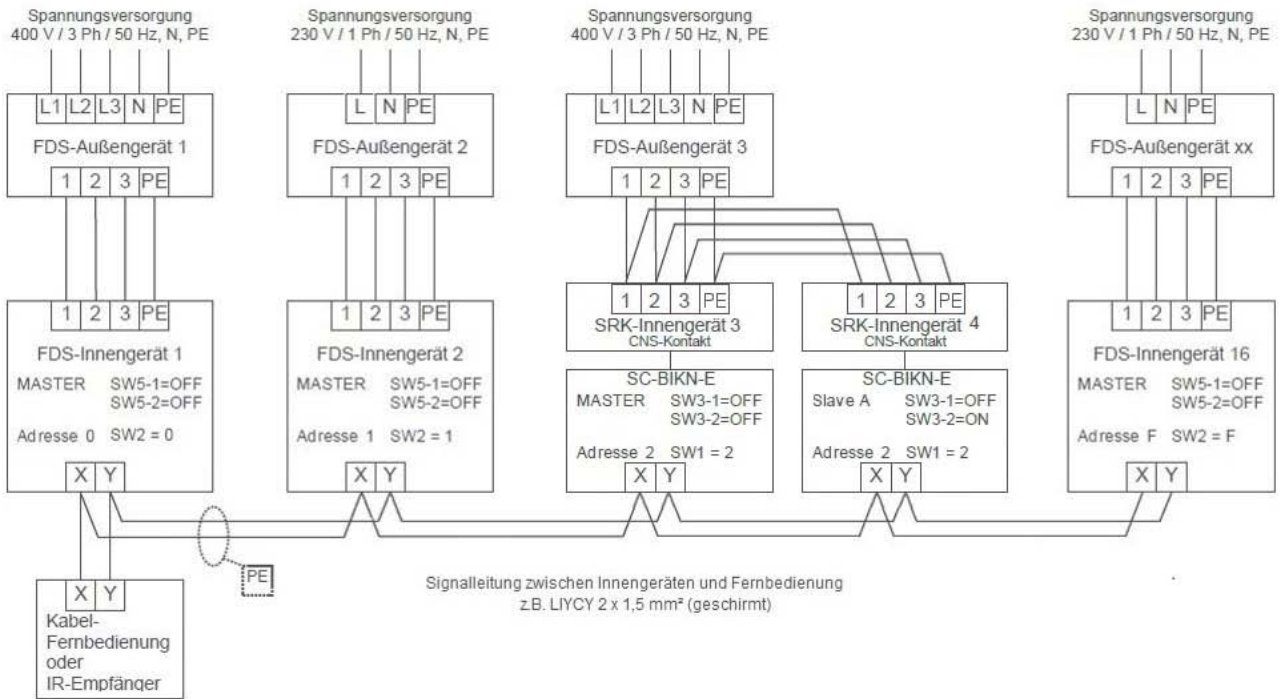 Spannungsversorgung
400 V / 3 Ph / 50 Hz, N, PE
Spannungsversorgung
230 V / 1 Ph / 50 Hz, N, PE
Spannungsversorgung
400 V / 3 Ph / 50 Hz, N, PE
Spannungsversorgung
230 V / 1 Ph / 50 Hz, N, PE
L1 L2 L3 N PE
L N PE
L1 L2 L3 N PE
L N PE
FDS-Außengerät 1
FDS-Außengerät 2
FDS-Außengerät 3
FDS-Außengerät xx
1 2 3 PE
1 2 3 PE
1 2 3 PE
1 2 3 PE
1 2 3 PE
FDS-Innengerät 1
MASTER SW5-1=OFF
SW5-2=OFF
Adresse 0 SW2 = 0
X Y
1 2 3 PE
FDS-Innengerät 2
MASTER SW5-1=OFF
SW5-2=OFF
Adresse 1 SW2 = 1
X Y
1 2 3 PE
SRK-Innengerät 3
CNS-Kontakt
SC-BIKN-E
MASTER SW3-1=OFF
SW3-2=OFF
Adresse 2 SW1 = 2
X Y
1 2 3 PE
SRK-Innengerät 4
CNS-Kontakt
SC-BIKN-E
Slave A SW3-1=OFF
SW3-2=ON
Adresse 2 SW1 = 2
X Y
1 2 3 PE
FDS-Innengerät 16
MASTER SW5-1=OFF
SW5-2=OFF
Adresse F SW2 = F
X Y
PE
Signalleitung zwischen Innengeräten und Fernbedienung
z.B. LIYCY 2 x 1,5 mm² (geschirmt)
X Y
Kabel-
Fernbedienung
oder
IR-Empfänger